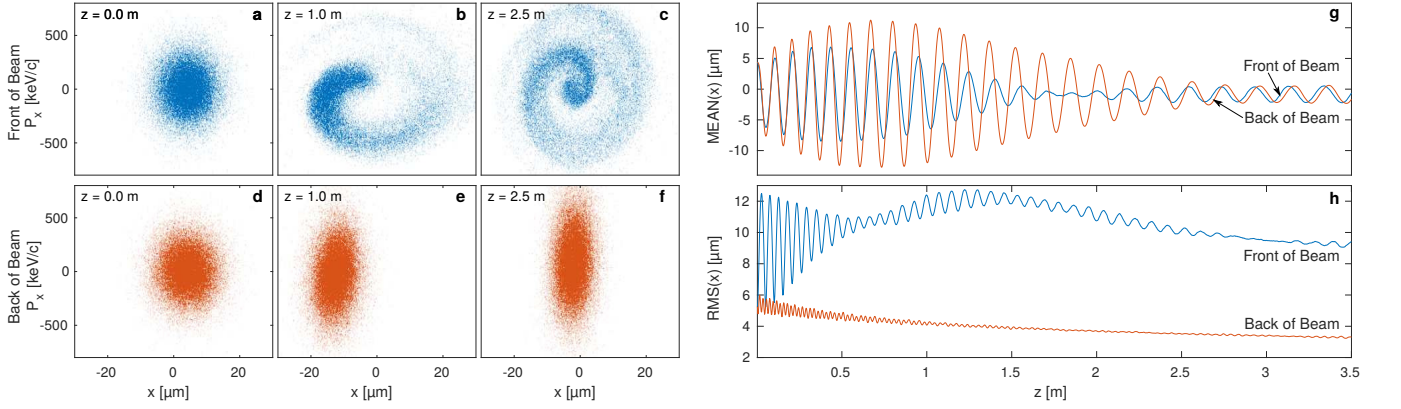 z = 0.0 m
a
z = 1.0 m
b
z = 2.5 m
c
Front of Beam
Pₓ [keV/c]
500
0
-500
z = 0.0 m
d
z = 1.0 m
e
z = 2.5 m
f
Back of Beam
Pₓ [keV/c]
500
0
-500
-20 0 20
-20 0 20
-20 0 20
x [μm]
x [μm]
x [μm]
g
MEAN(x) [μm]
10
5
0
-5
-10
Front of Beam
Back of Beam
h
RMS(x) [μm]
12
10
8
6
4
2
Front of Beam
Back of Beam
0.5 1 1.5 2 2.5 3 3.5
z [m]